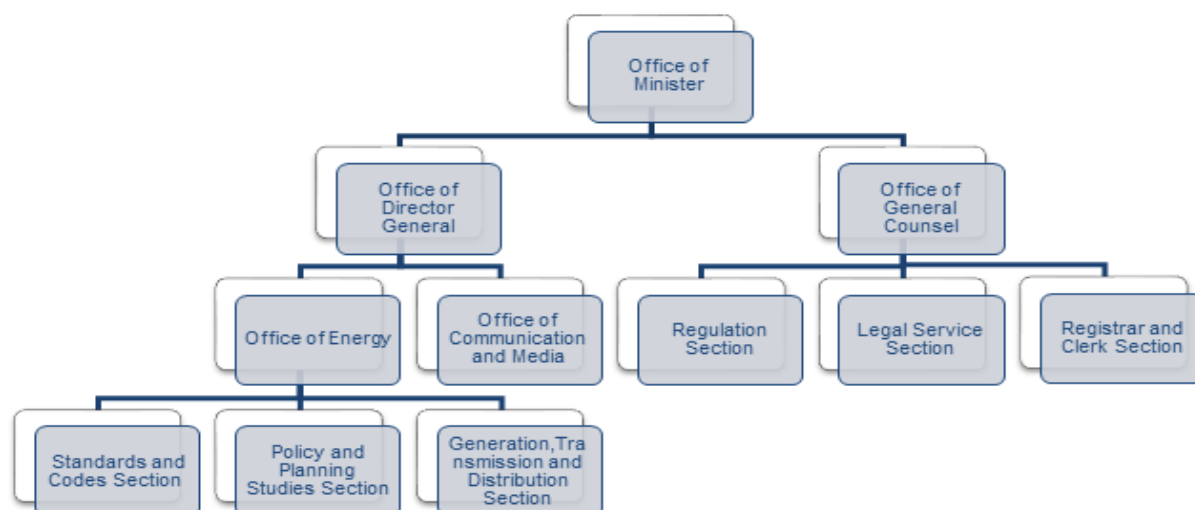 Office of
Minister
Office of
Director
General
Office of
General
Counsel
Office of Energy
Office of
Communication
and Media
Regulation
Section
Legal Service
Section
Registrar and
Clerk Section
Standards and
Codes Section
Policy and
Planning
Studies Section
Generation,Tra
nsmission and
Distribution
Section